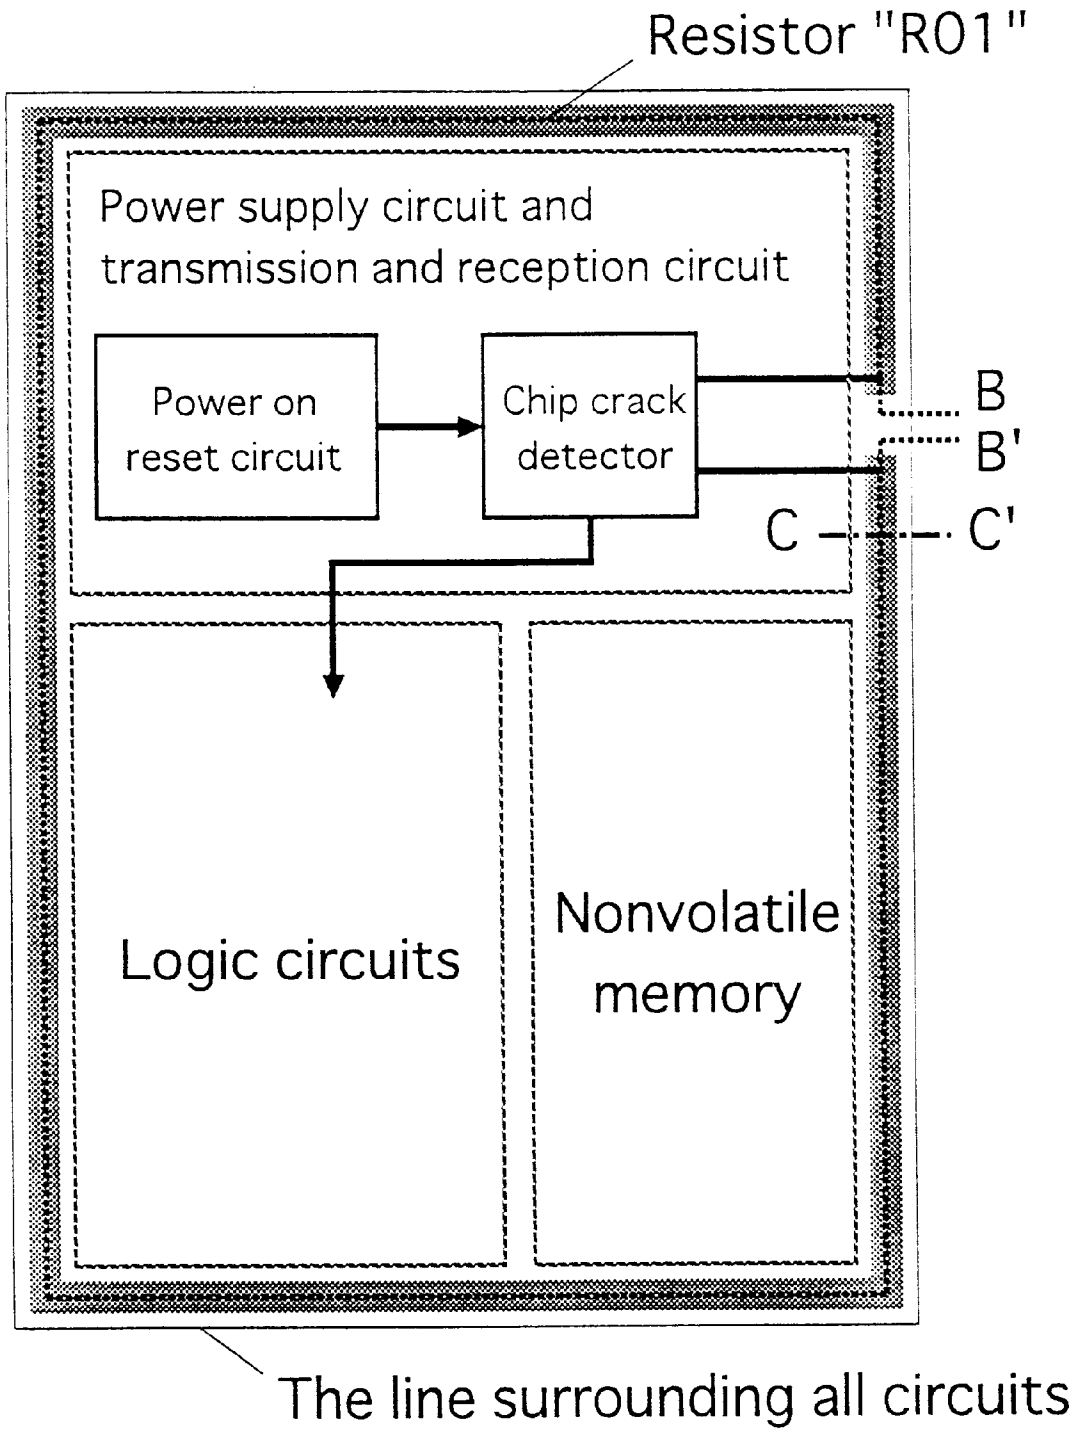 Resistor "R01"
Power supply circuit and
transmission and reception circuit
Power on
reset circuit
Chip crack
detector
B
B'
C
C'
Logic circuits
Nonvolatile
memory
The line surrounding all circuits